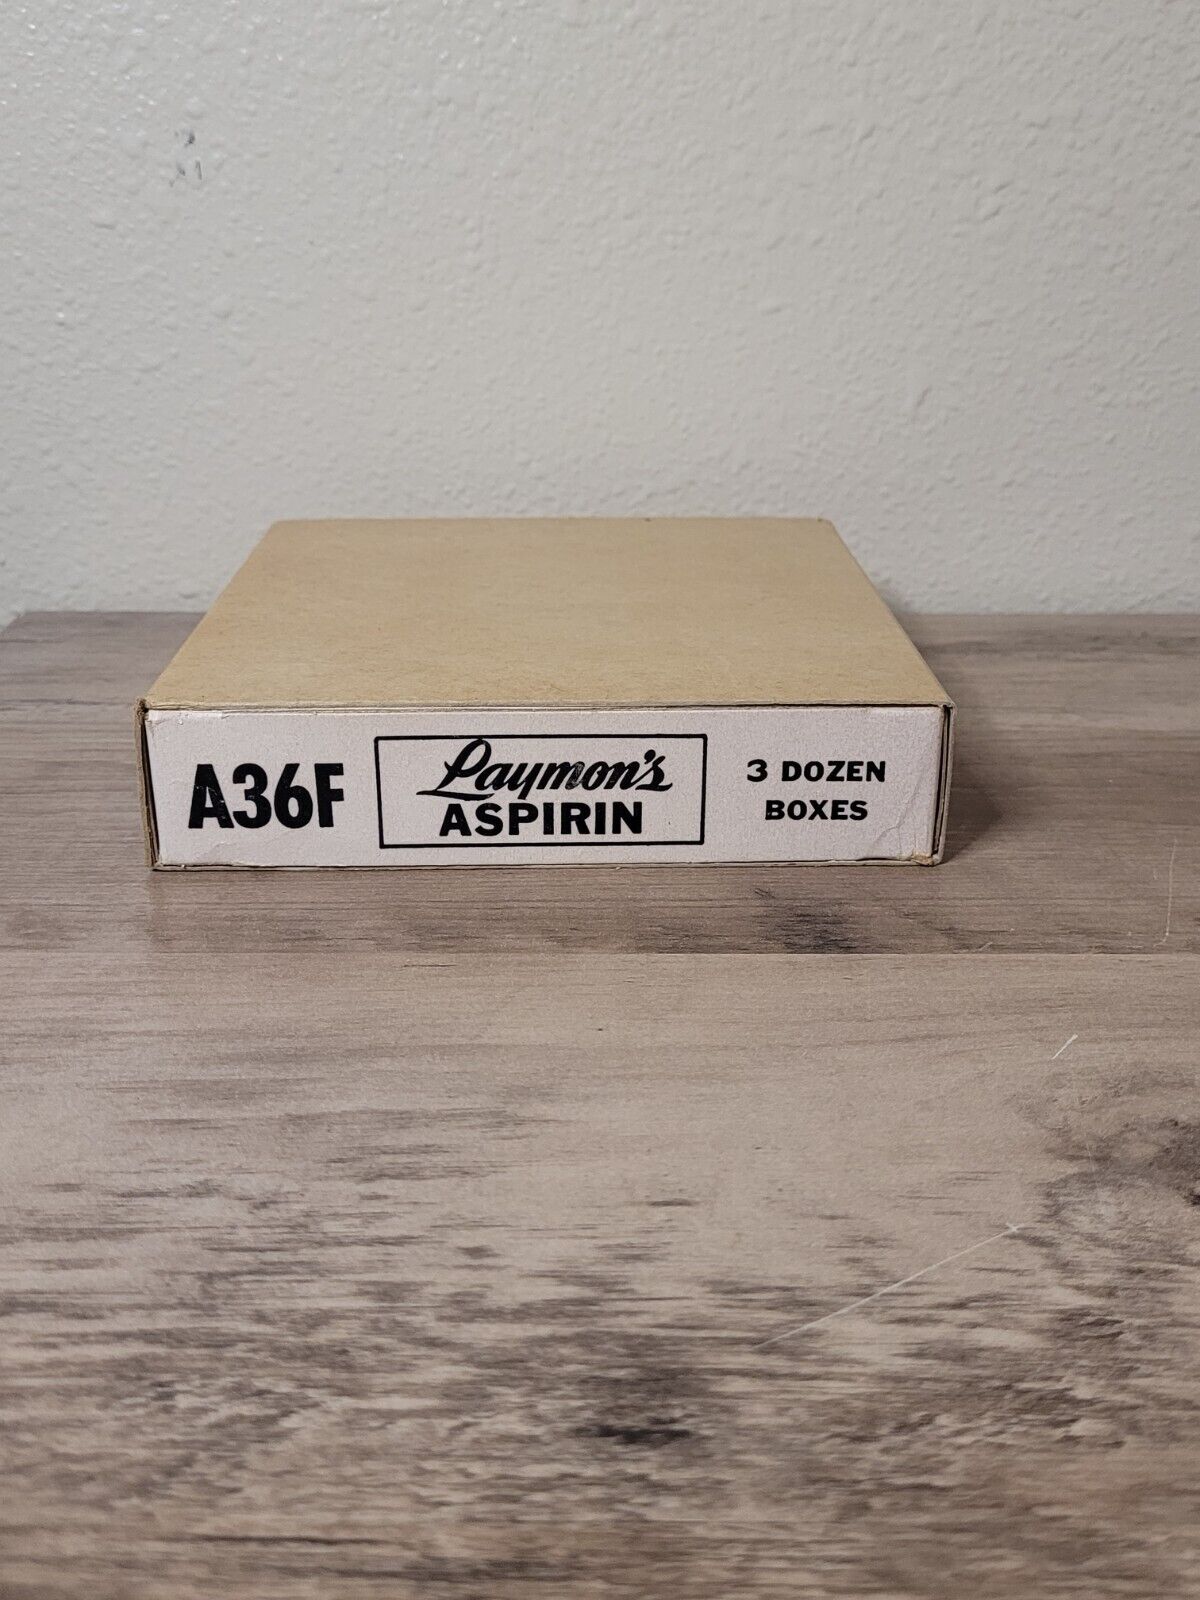 A36F
Laymon's
ASPIRIN
3 DOZEN
BOXES